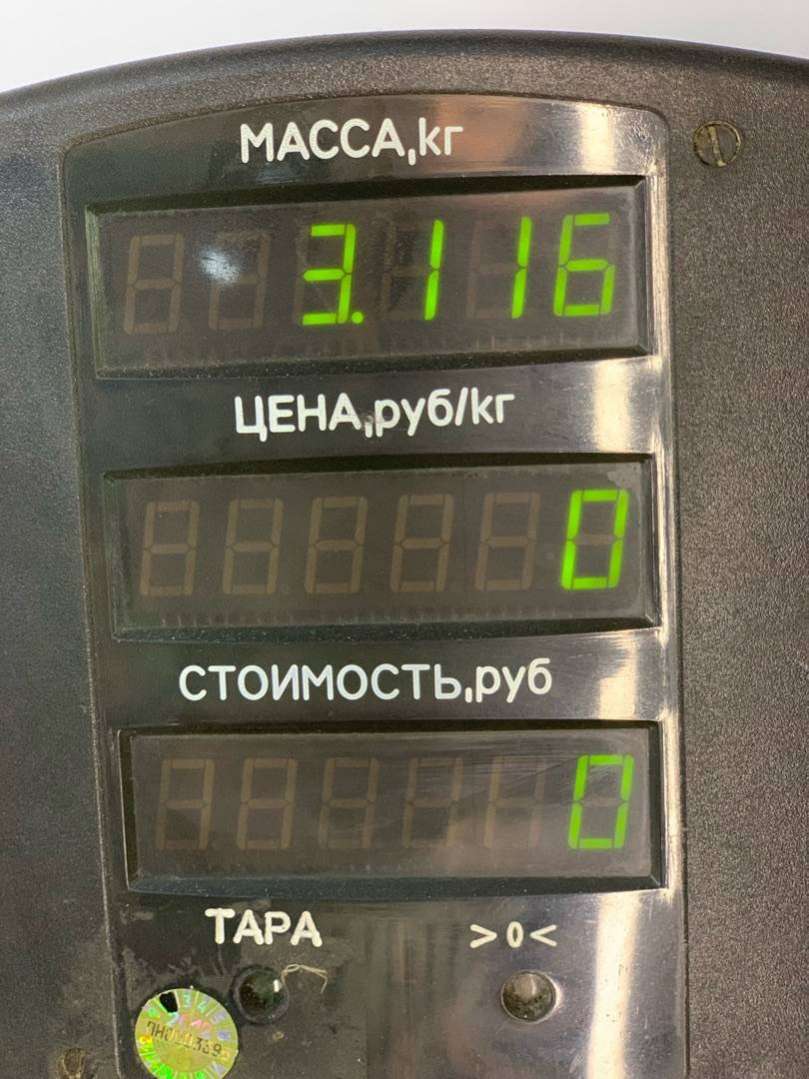 МАССА,кг
3.116
ЦЕНА,руб/кг
0
СТОИМОСТЬ,руб
0
ТАРА >0<